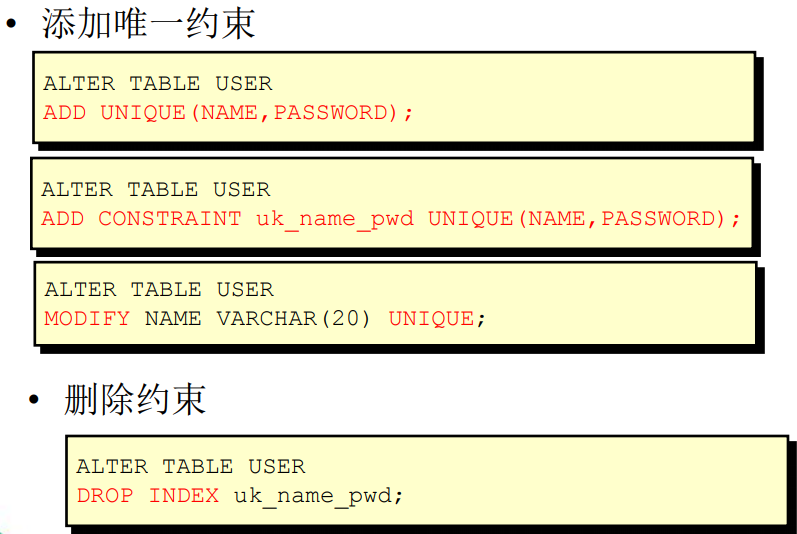 • 添加唯一约束
ALTER TABLE USER
ADD UNIQUE(NAME,PASSWORD);
ALTER TABLE USER
ADD CONSTRAINT uk_name_pwd UNIQUE(NAME,PASSWORD);
ALTER TABLE USER
MODIFY NAME VARCHAR(20) UNIQUE;
• 删除约束
ALTER TABLE USER
DROP INDEX uk_name_pwd;